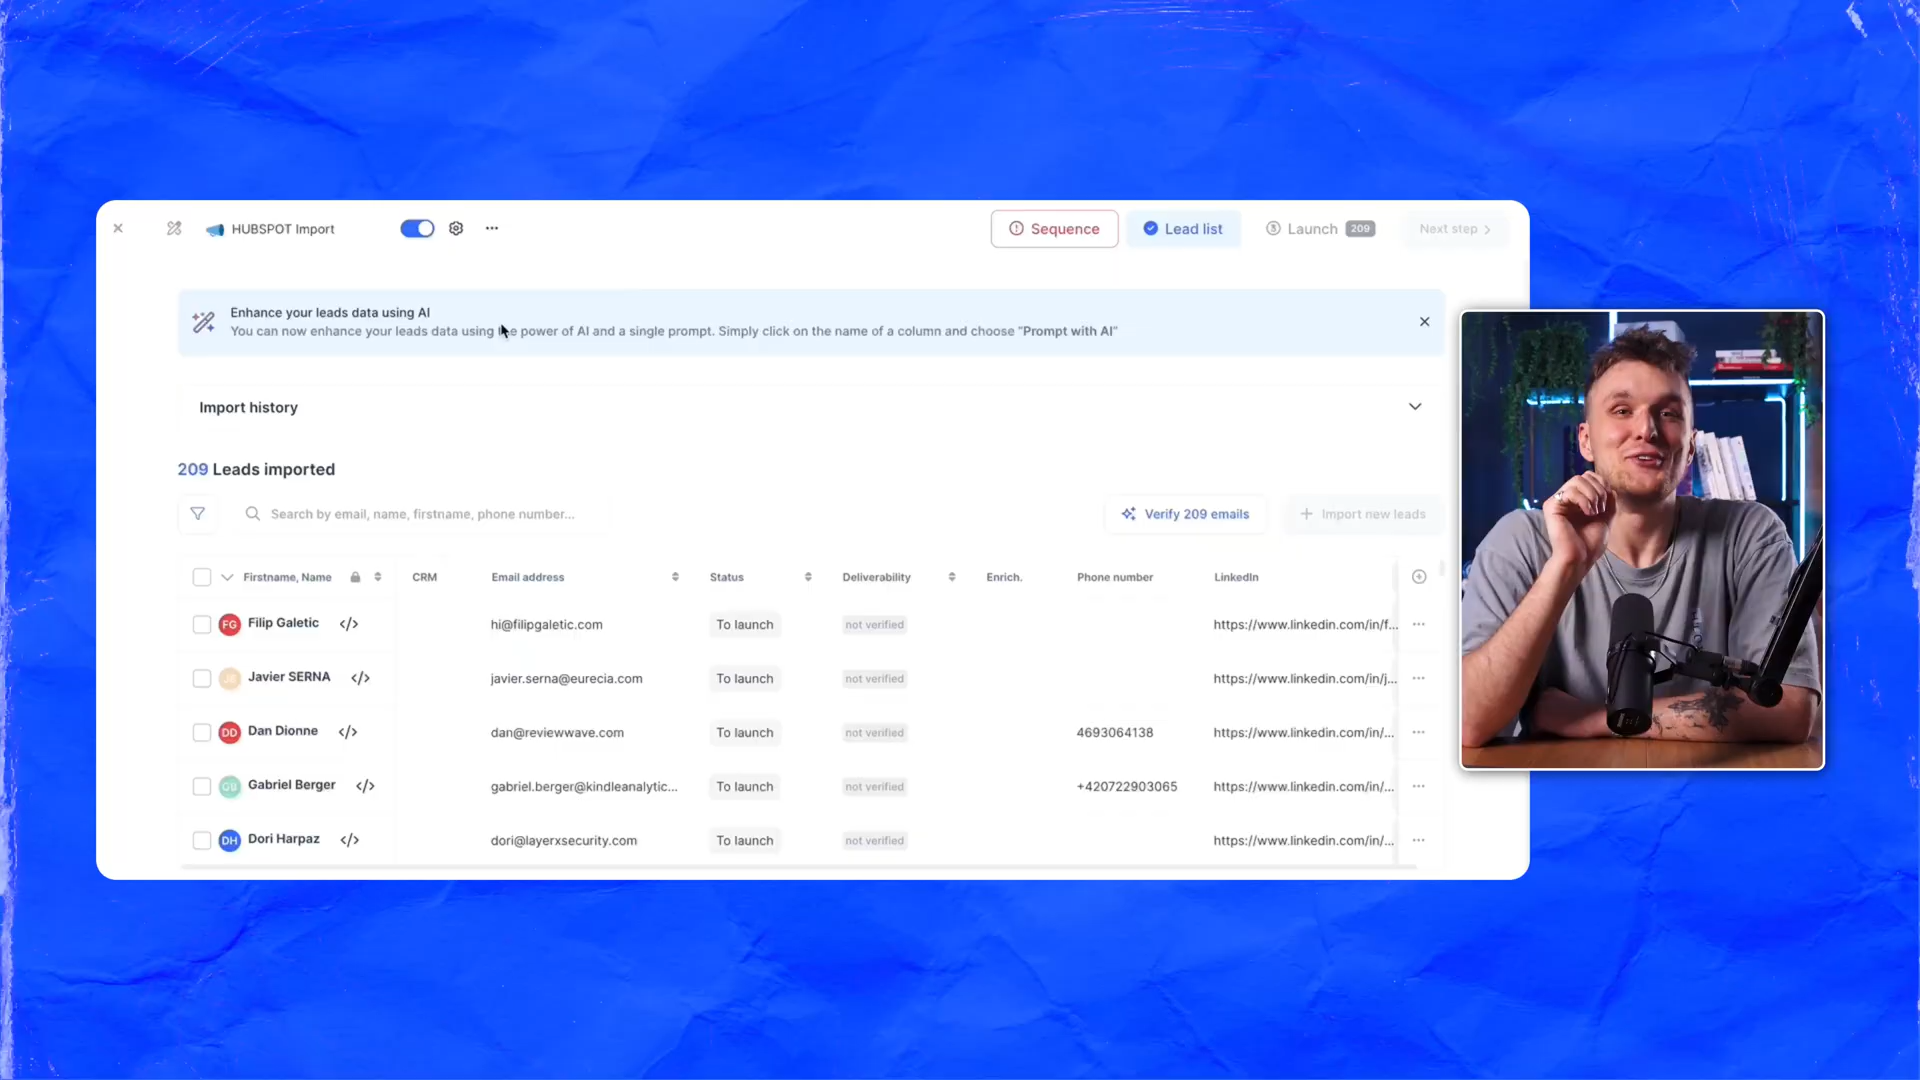 HUBSPOT Import
Sequence
Lead list
Launch 209
Next step
Enhance your leads data using AI
You can now enhance your leads data using the power of AI and a single prompt. Simply click on the name of a column and choose "Prompt with AI"
Import history
209 Leads imported
Search by email, name, firstname, phone number...
Verify 209 emails
Import new leads
Firstname, Name CRM Email address Status Deliverability Enrich. Phone number LinkedIn
FG Filip Galetic </> hi@filipgaletic.com To launch not verified https://www.linkedin.com/in/f...
JS Javier SERNA </> javier.serna@eurecia.com To launch not verified https://www.linkedin.com/in/j...
DD Dan Dionne </> dan@reviewwave.com To launch not verified 4693064138 https://www.linkedin.com/in/...
GB Gabriel Berger </> gabriel.berger@kindleanalytic... To launch not verified +420722903065 https://www.linkedin.com/in/...
DH Dori Harpaz </> dori@layerxsecurity.com To launch not verified https://www.linkedin.com/in/...